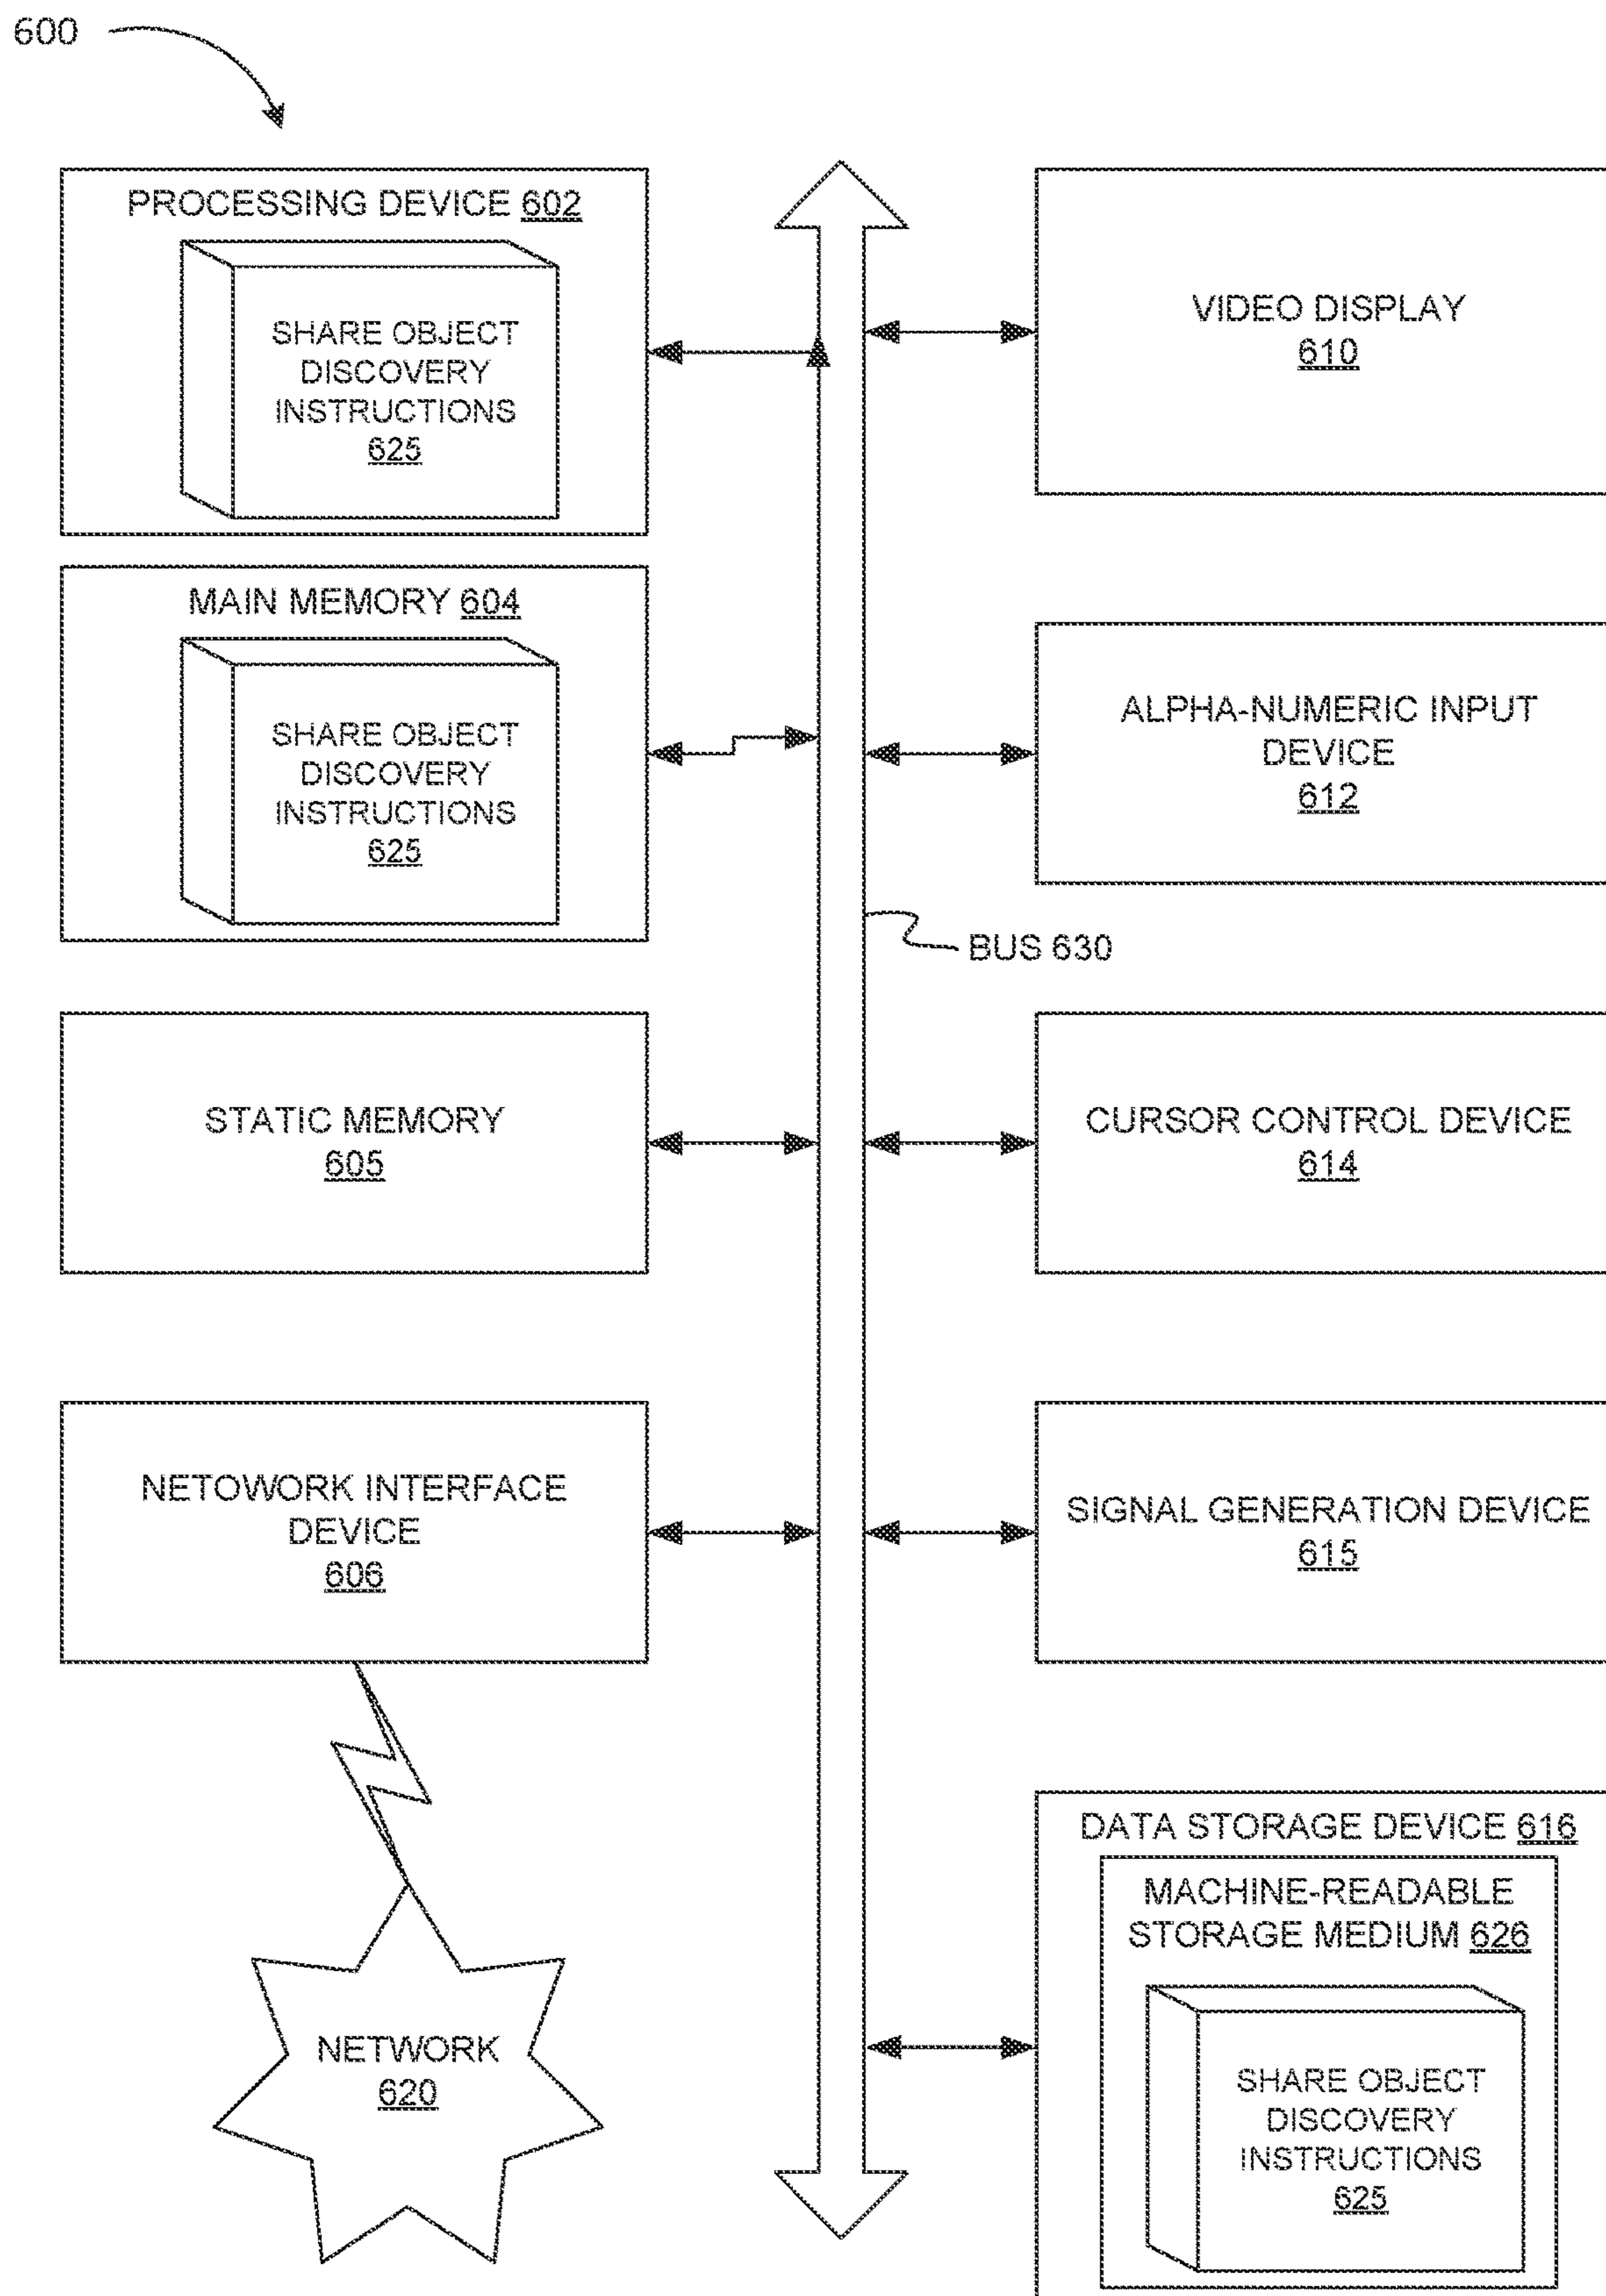 600
PROCESSING DEVICE 602
SHARE OBJECT
DISCOVERY
INSTRUCTIONS
625
MAIN MEMORY 604
SHARE OBJECT
DISCOVERY
INSTRUCTIONS
625
STATIC MEMORY
605
NETOWORK INTERFACE
DEVICE
606
NETWORK
620
VIDEO DISPLAY
610
ALPHA-NUMERIC INPUT
DEVICE
612
BUS 630
CURSOR CONTROL DEVICE
614
SIGNAL GENERATION DEVICE
615
DATA STORAGE DEVICE 616
MACHINE-READABLE
STORAGE MEDIUM 626
SHARE OBJECT
DISCOVERY
INSTRUCTIONS
625